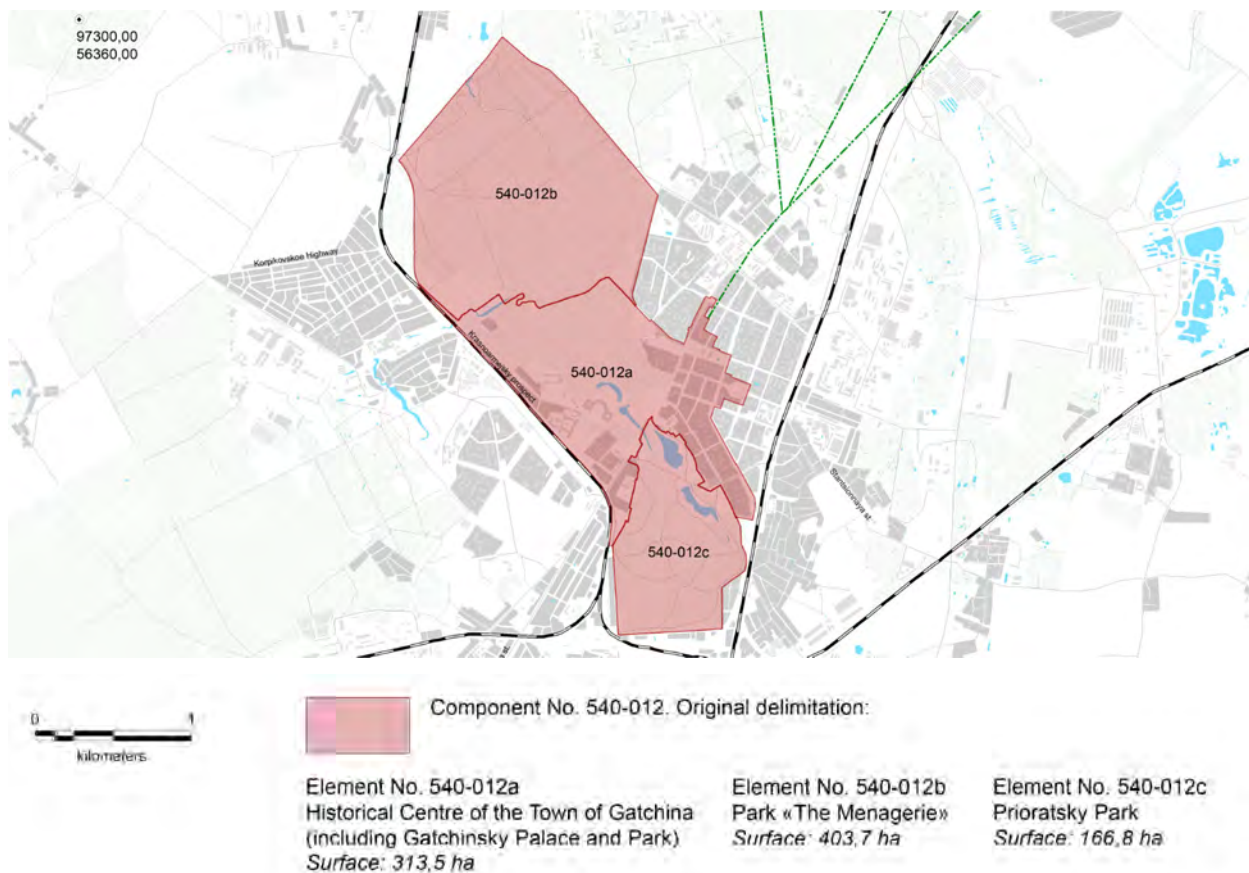 97300,00
56360,00
540-012b
Korpikovskoe Highway
Krasnoarmeisky prospect
540-012a
Stantsionnaya st.
540-012c
st.
0 1
kilometers
Component No. 540-012. Original delimitation:
Element No. 540-012a
Historical Centre of the Town of Gatchina
(including Gatchinsky Palace and Park)
Surface: 313,5 ha
Element No. 540-012b
Park «The Menagerie»
Surface: 403,7 ha
Element No. 540-012c
Prioratsky Park
Surface: 166,8 ha